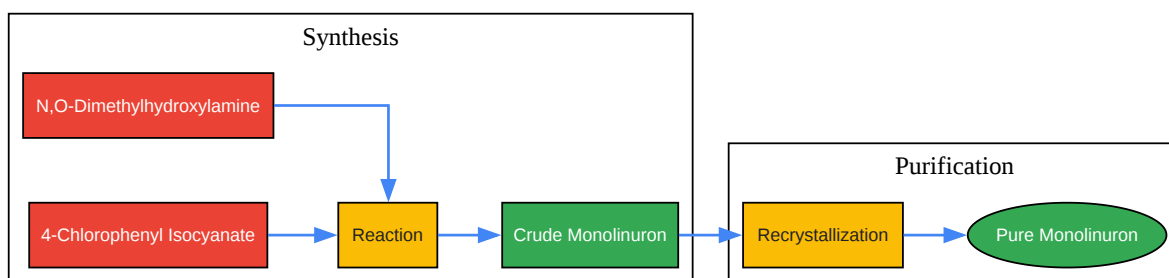 Synthesis
N,O-Dimethylhydroxylamine
Purification
4-Chlorophenyl Isocyanate
Reaction
Crude Monolinuron
Recrystallization
Pure Monolinuron